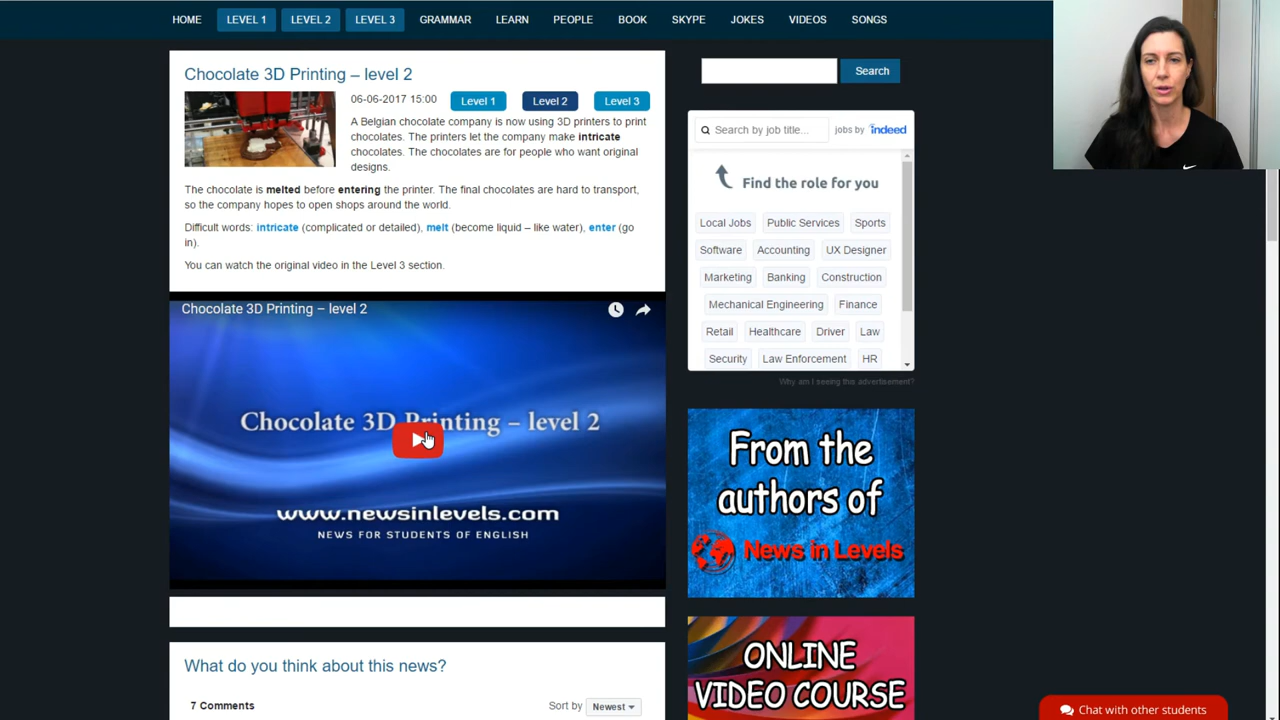 HOME LEVEL 1 LEVEL 2 LEVEL 3 GRAMMAR LEARN PEOPLE BOOK SKYPE JOKES VIDEOS SONGS
Chocolate 3D Printing – level 2
06-06-2017 15:00 Level 1 Level 2 Level 3
A Belgian chocolate company is now using 3D printers to print
chocolates. The printers let the company make intricate
chocolates. The chocolates are for people who want original
designs.
The chocolate is melted before entering the printer. The final chocolates are hard to transport,
so the company hopes to open shops around the world.
Difficult words: intricate (complicated or detailed), melt (become liquid – like water), enter (go
in).
You can watch the original video in the Level 3 section.
Chocolate 3D Printing – level 2
Chocolate 3D Printing – level 2
www.newsinlevels.com
NEWS FOR STUDENTS OF ENGLISH
What do you think about this news?
7 Comments Sort by Newest
Search
Search by job title... jobs by indeed
Find the role for you
Local Jobs Public Services Sports
Software Accounting UX Designer
Marketing Banking Construction
Mechanical Engineering Finance
Retail Healthcare Driver Law
Security Law Enforcement HR
Why am I seeing this advertisement?
From the
authors of
News in Levels
ONLINE
VIDEO COURSE
Chat with other students